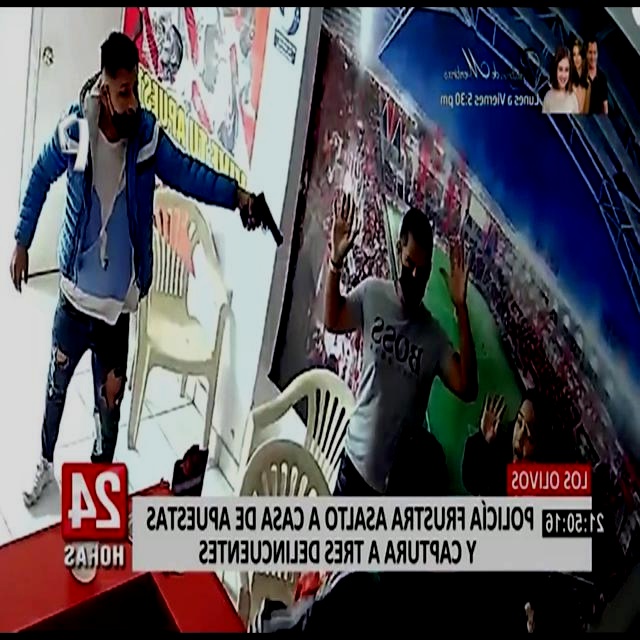 Lunes a Viernes 5:30 pm
BOSS
LOS OLIVOS
21:50:16
POLICÍA FRUSTRA ASALTO A CASA DE APUESTAS
Y CAPTURA A TRES DELINCUENTES
24
HORAS